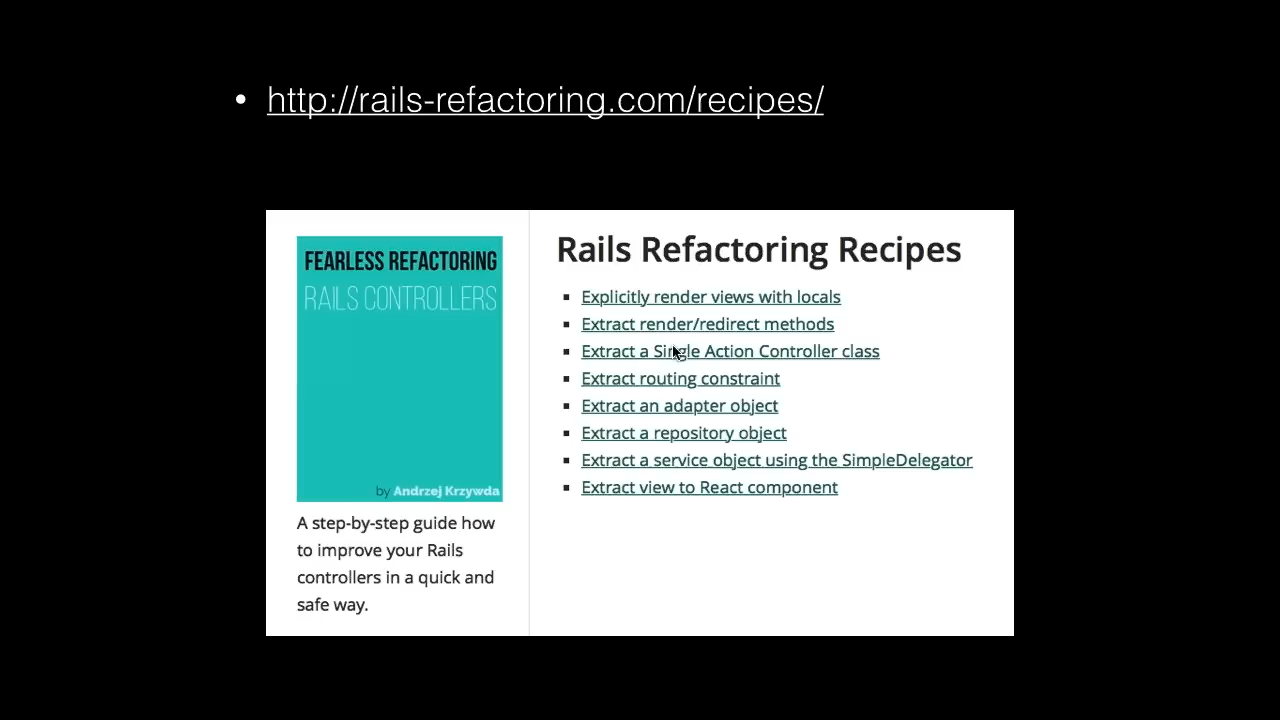 • http://rails-refactoring.com/recipes/
FEARLESS REFACTORING
RAILS CONTROLLERS
by Andrzej Krzywda
A step-by-step guide how
to improve your Rails
controllers in a quick and
safe way.
Rails Refactoring Recipes
Explicitly render views with locals
Extract render/redirect methods
Extract a Single Action Controller class
Extract routing constraint
Extract an adapter object
Extract a repository object
Extract a service object using the SimpleDelegator
Extract view to React component